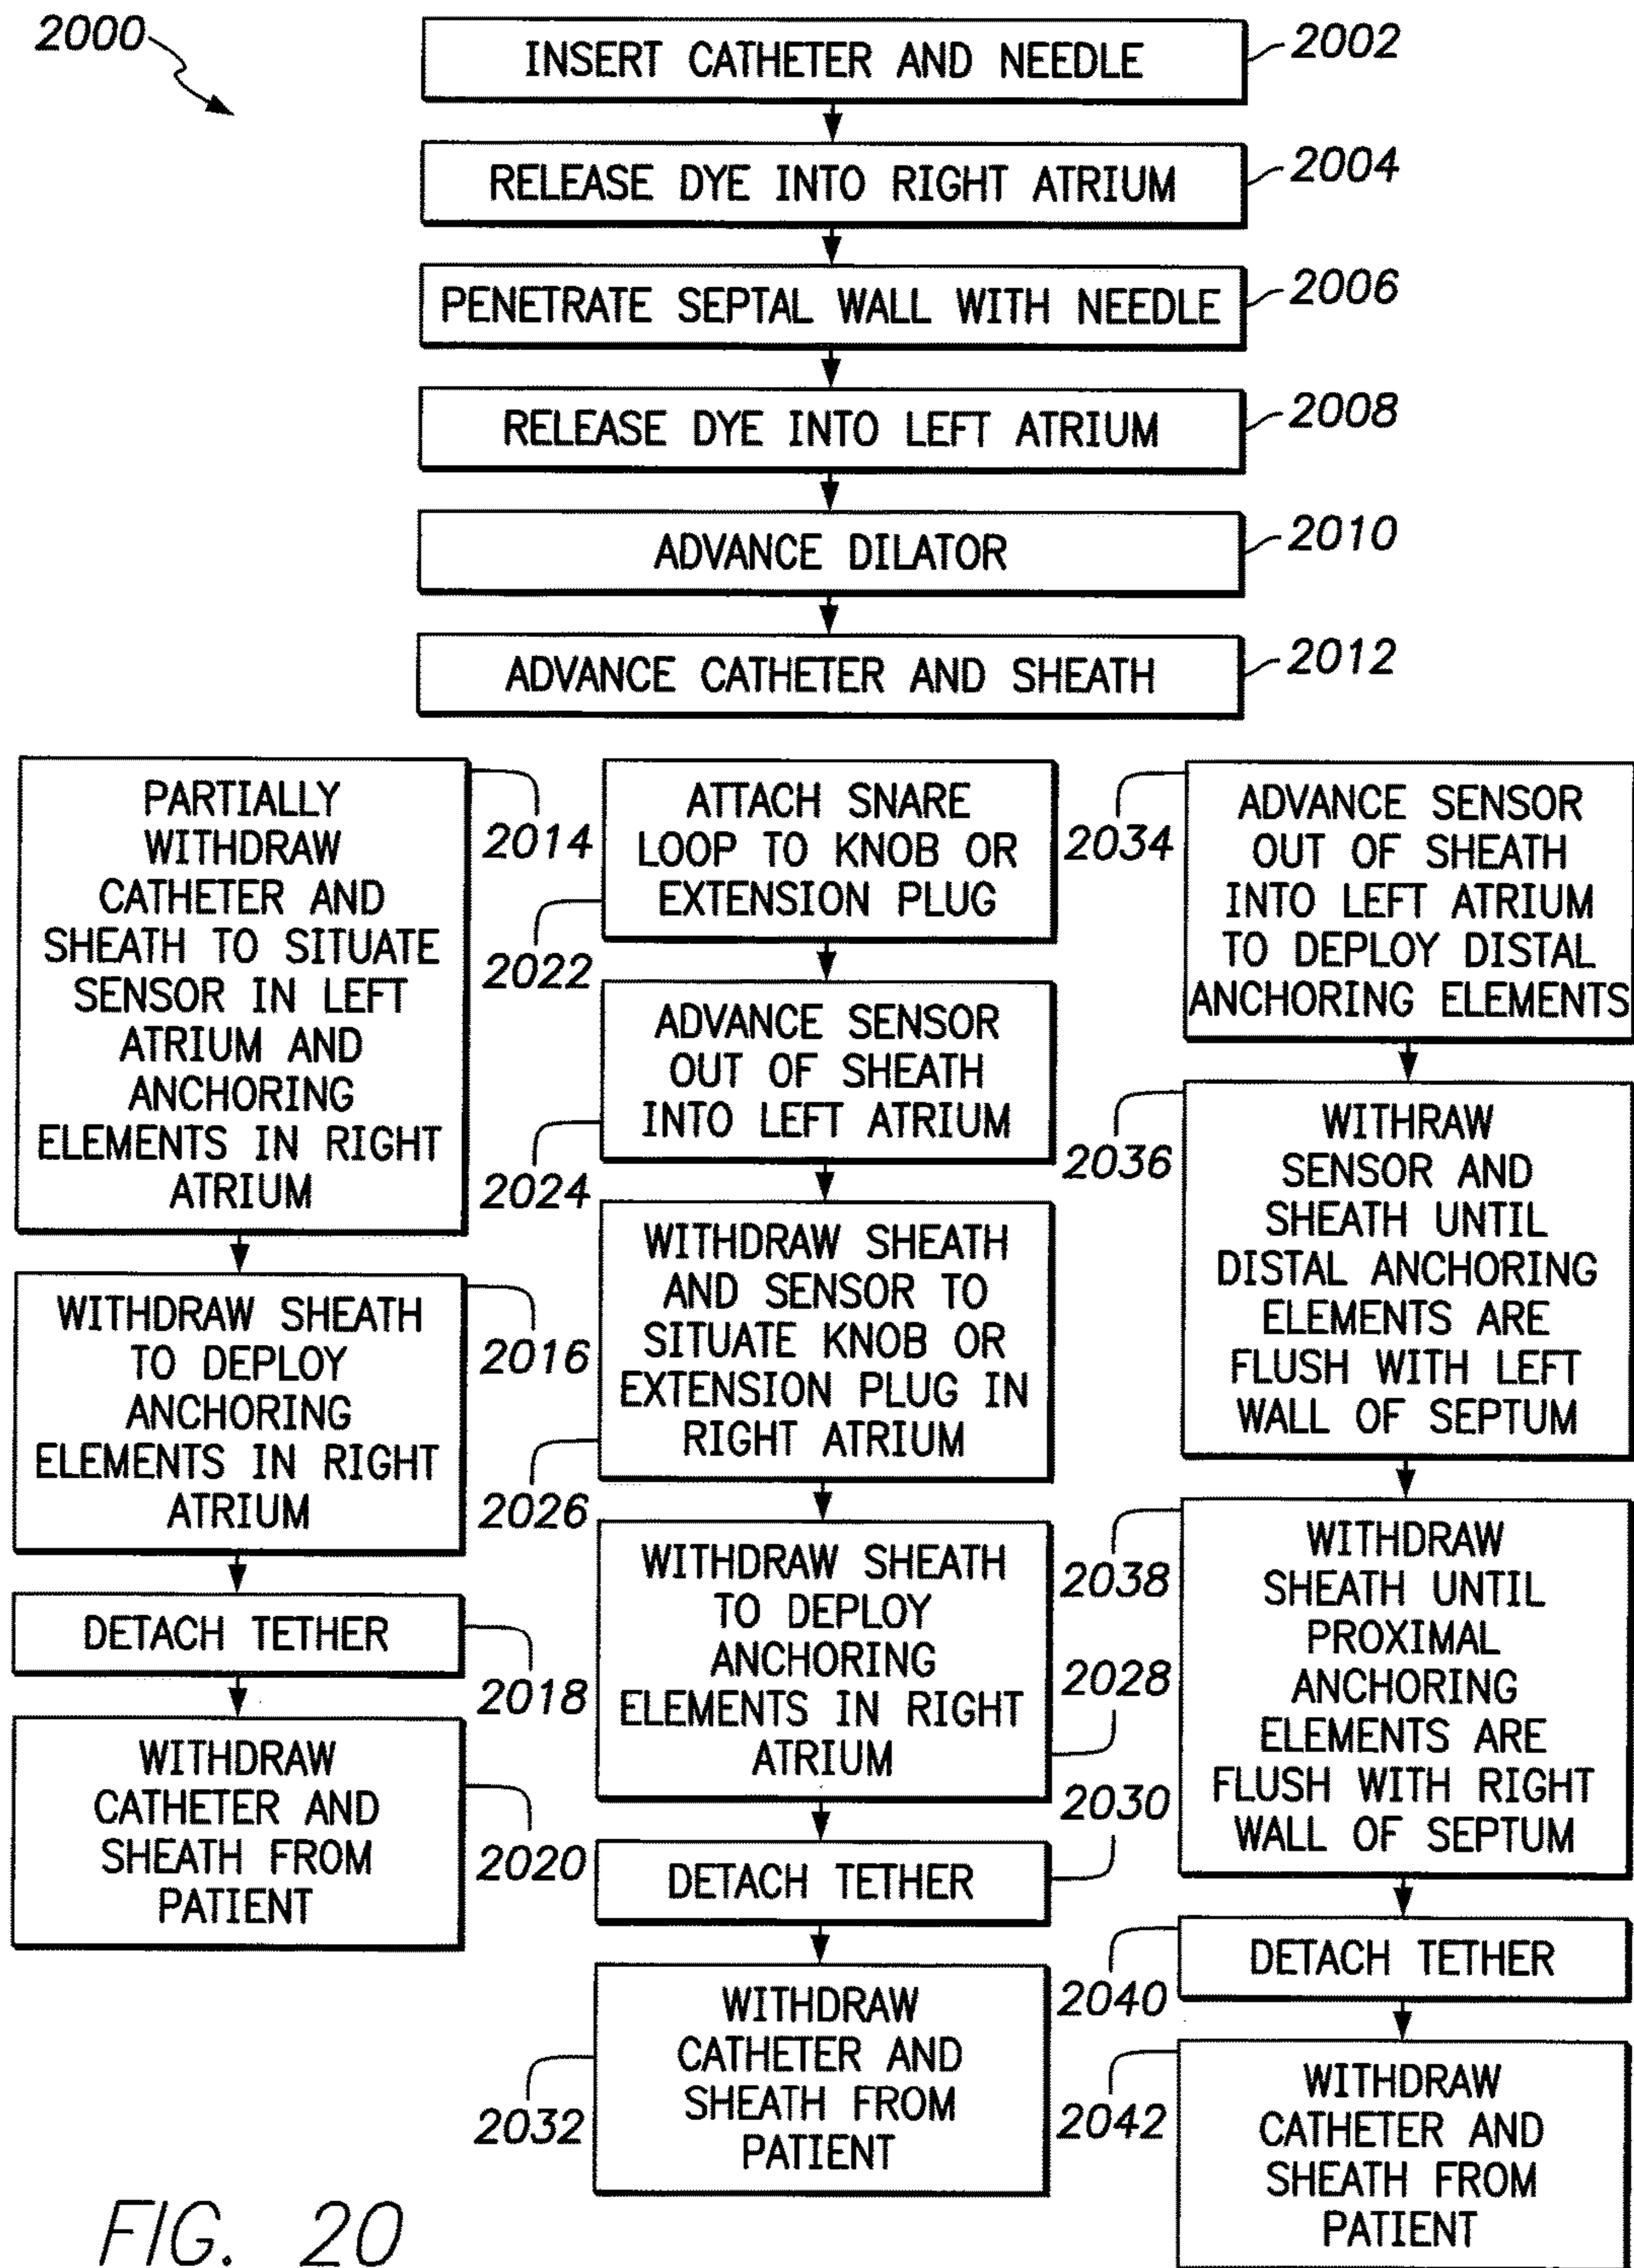 2000
INSERT CATHETER AND NEEDLE
2002
RELEASE DYE INTO RIGHT ATRIUM
2004
PENETRATE SEPTAL WALL WITH NEEDLE
2006
RELEASE DYE INTO LEFT ATRIUM
2008
ADVANCE DILATOR
2010
ADVANCE CATHETER AND SHEATH
2012
PARTIALLY
WITHDRAW
CATHETER AND
SHEATH TO SITUATE
SENSOR IN LEFT
ATRIUM AND
ANCHORING
ELEMENTS IN RIGHT
ATRIUM
2014
WITHDRAW SHEATH
TO DEPLOY
ANCHORING
ELEMENTS IN RIGHT
ATRIUM
2016
DETACH TETHER
2018
WITHDRAW
CATHETER AND
SHEATH FROM
PATIENT
2020
ATTACH SNARE
LOOP TO KNOB OR
EXTENSION PLUG
2022
ADVANCE SENSOR
OUT OF SHEATH
INTO LEFT ATRIUM
2024
WITHDRAW SHEATH
AND SENSOR TO
SITUATE KNOB OR
EXTENSION PLUG IN
RIGHT ATRIUM
2026
WITHDRAW SHEATH
TO DEPLOY
ANCHORING
ELEMENTS IN RIGHT
ATRIUM
2028
DETACH TETHER
2030
WITHDRAW
CATHETER AND
SHEATH FROM
PATIENT
2032
ADVANCE SENSOR
OUT OF SHEATH
INTO LEFT ATRIUM
TO DEPLOY DISTAL
ANCHORING ELEMENTS
2034
WITHRAW
SENSOR AND
SHEATH UNTIL
DISTAL ANCHORING
ELEMENTS ARE
FLUSH WITH LEFT
WALL OF SEPTUM
2036
WITHDRAW
SHEATH UNTIL
PROXIMAL
ANCHORING
ELEMENTS ARE
FLUSH WITH RIGHT
WALL OF SEPTUM
2038
DETACH TETHER
2040
WITHDRAW
CATHETER AND
SHEATH FROM
PATIENT
2042
FIG. 20